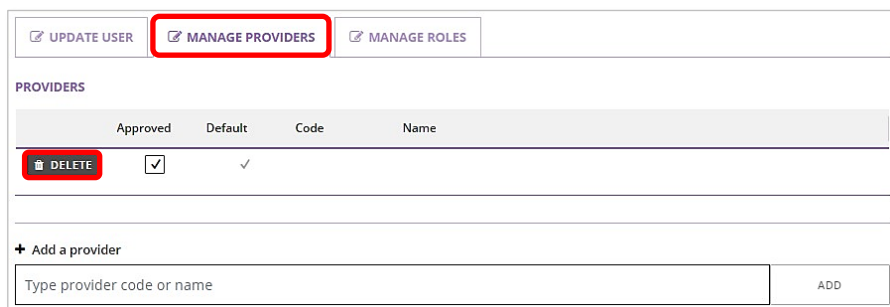 UPDATE USER MANAGE PROVIDERS MANAGE ROLES
PROVIDERS
Approved Default Code Name
DELETE
Add a provider
Type provider code or name ADD